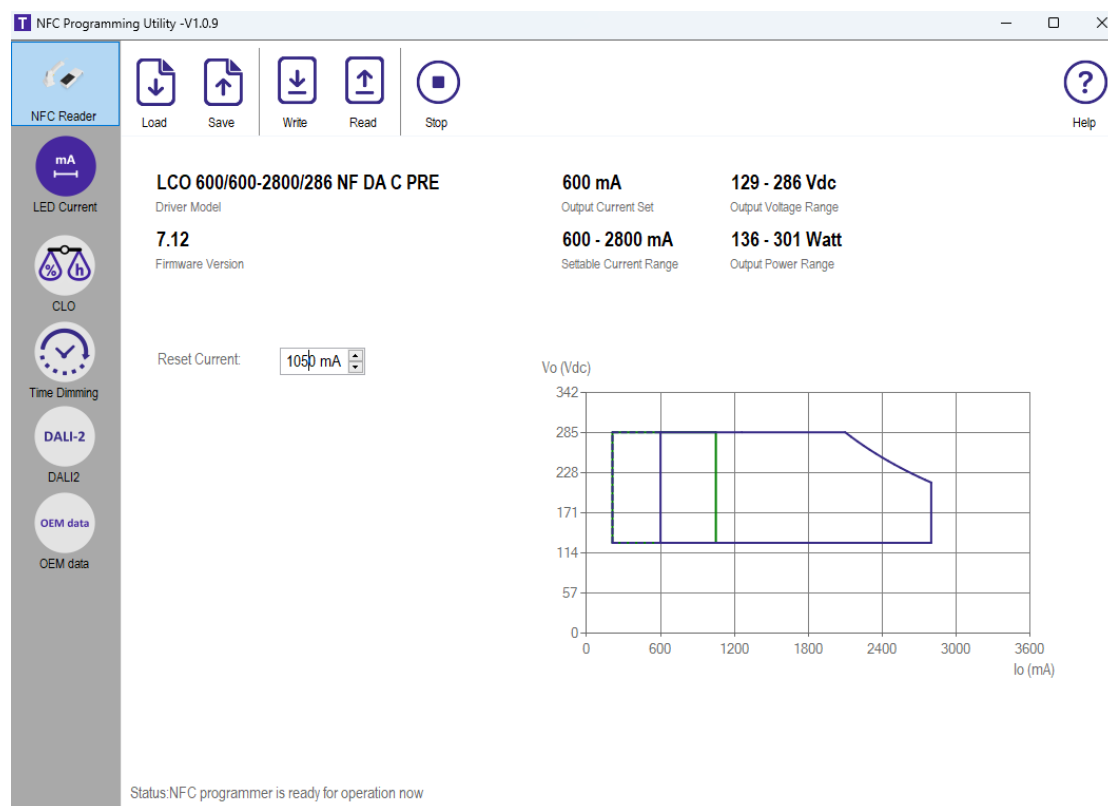 T NFC Programming Utility -V1.0.9
NFC Reader
Load
Save
Write
Read
Stop
?
Help
mA
LED Current
LCO 600/600-2800/286 NF DA C PRE
Driver Model
600 mA
Output Current Set
129 - 286 Vdc
Output Voltage Range
7.12
Firmware Version
600 - 2800 mA
Settable Current Range
136 - 301 Watt
Output Power Range
% h
CLO
Time Dimming
DALI-2
DALI2
OEM data
OEM data
Reset Current:
1050 mA
Vo (Vdc)
342
285
228
171
114
57
0
0 600 1200 1800 2400 3000 3600
Io (mA)
Status:NFC programmer is ready for operation now